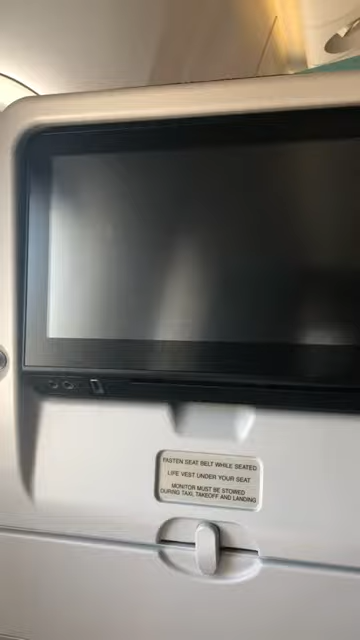 FASTEN SEAT BELT WHILE SEATED
LIFE VEST UNDER YOUR SEAT
MONITOR MUST BE STOWED
DURING TAXI, TAKEOFF AND LANDING